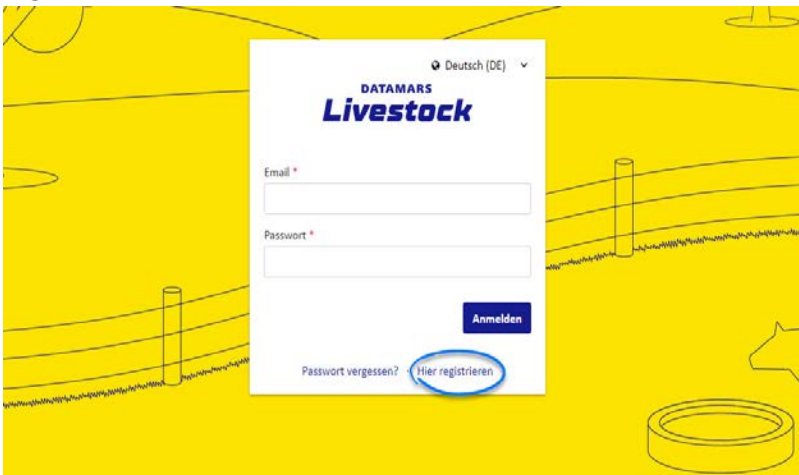 Deutsch (DE)
DATAMARS
Livestock
Email *
Passwort *
Anmelden
Passwort vergessen? · Hier registrieren